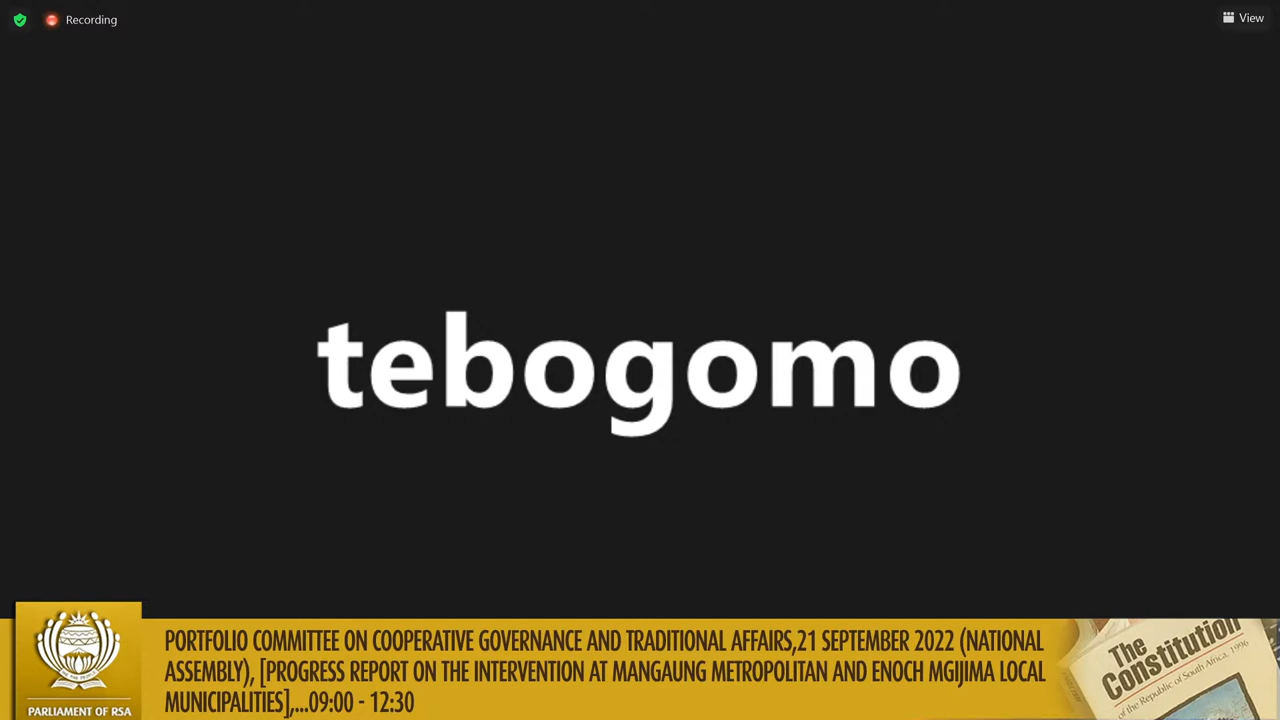 Recording
View
tebogomo
PORTFOLIO COMMITTEE ON COOPERATIVE GOVERNANCE AND TRADITIONAL AFFAIRS,21 SEPTEMBER 2022 (NATIONAL
ASSEMBLY), [PROGRESS REPORT ON THE INTERVENTION AT MANGAUNG METROPOLITAN AND ENOCH MGIJIMA LOCAL
MUNICIPALITIES],...09:00 - 12:30
PARLIAMENT OF RSA
The
Constitution
of the Republic of South Africa, 1996